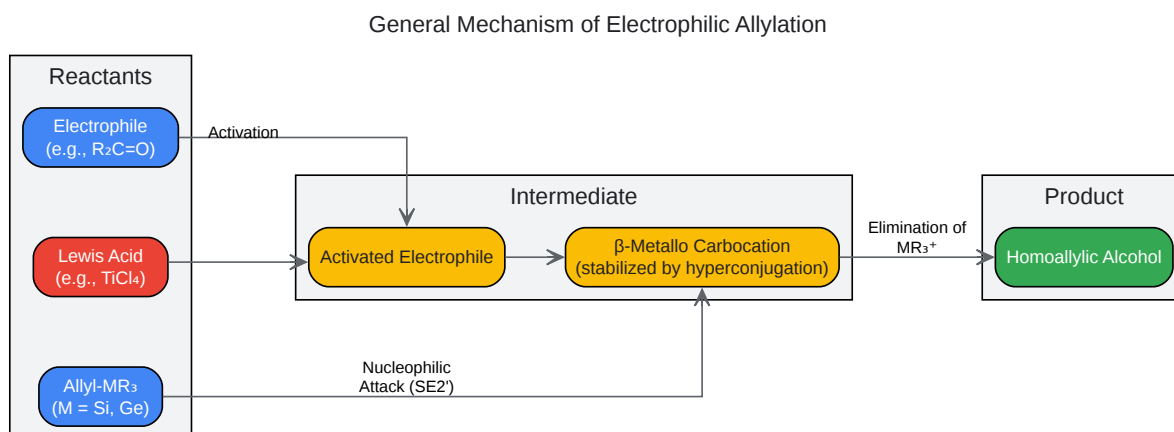 General Mechanism of Electrophilic Allylation
Reactants
Electrophile
(e.g., R₂C=O)
Activation
Lewis Acid
(e.g., TiCl₄)
Allyl-MR₃
(M = Si, Ge)
Nucleophilic
Attack (SE2')
Intermediate
Activated Electrophile
β-Metallo Carbocation
(stabilized by hyperconjugation)
Elimination of
MR₃⁺
Product
Homoallylic Alcohol